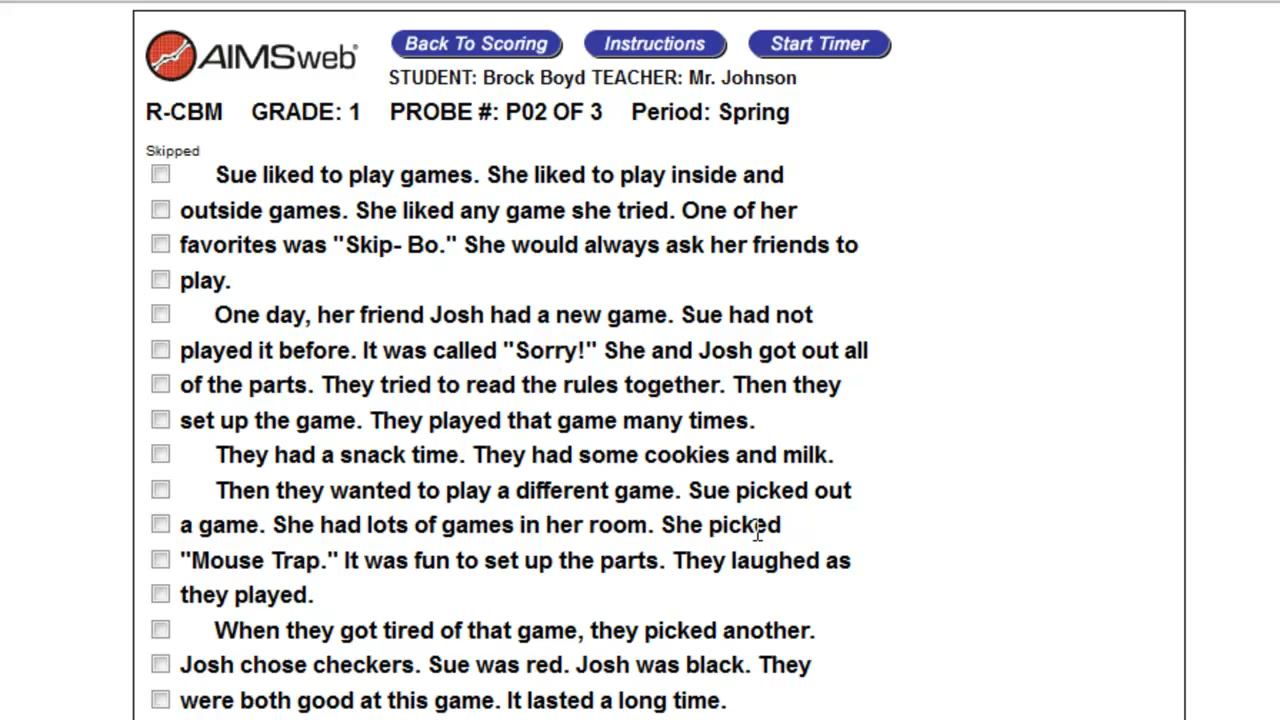 AIMSweb®
Back To Scoring Instructions Start Timer
STUDENT: Brock Boyd TEACHER: Mr. Johnson
R-CBM GRADE: 1 PROBE #: P02 OF 3 Period: Spring
Skipped
Sue liked to play games. She liked to play inside and
outside games. She liked any game she tried. One of her
favorites was "Skip- Bo." She would always ask her friends to
play.
One day, her friend Josh had a new game. Sue had not
played it before. It was called "Sorry!" She and Josh got out all
of the parts. They tried to read the rules together. Then they
set up the game. They played that game many times.
They had a snack time. They had some cookies and milk.
Then they wanted to play a different game. Sue picked out
a game. She had lots of games in her room. She picked
"Mouse Trap." It was fun to set up the parts. They laughed as
they played.
When they got tired of that game, they picked another.
Josh chose checkers. Sue was red. Josh was black. They
were both good at this game. It lasted a long time.